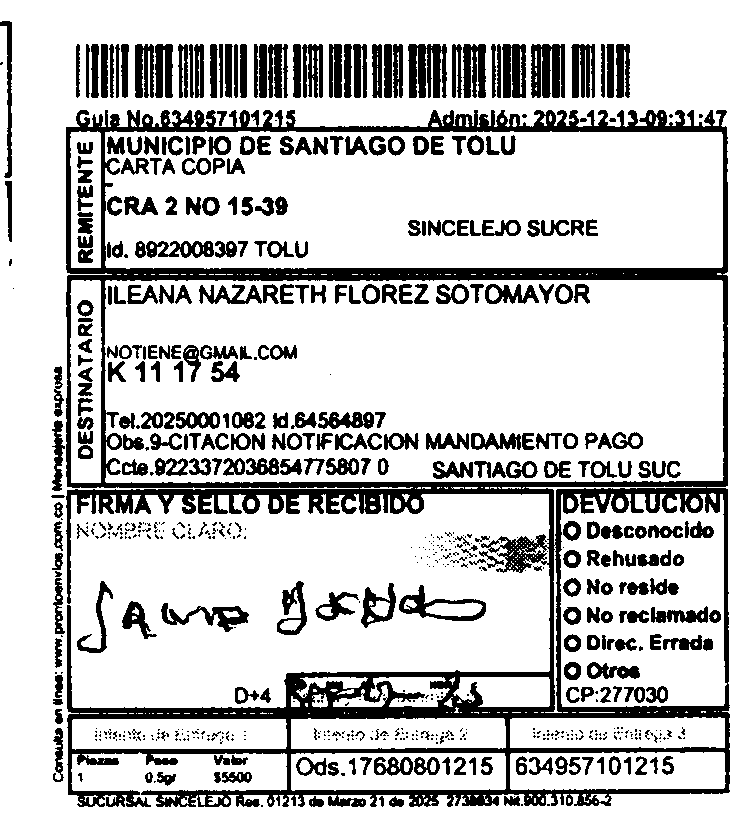 Guia No.634957101215 Admisión: 2025-12-13-09:31:47
REMITENTE
MUNICIPIO DE SANTIAGO DE TOLU
CARTA COPIA
-
CRA 2 NO 15-39
SINCELEJO SUCRE
Id. 8922008397 TOLU
DESTINATARIO
ILEANA NAZARETH FLOREZ SOTOMAYOR
NOTIENE@GMAIL.COM
K 11 17 54
Tel.20250001082 Id.64564897
Obs.9-CITACION NOTIFICACION MANDAMIENTO PAGO
Ccte.9223372036854775807 0 SANTIAGO DE TOLU SUC
Consulta en linea: www.prontoenvios.com.co | Mensajeria expresa
FIRMA Y SELLO DE RECIBIDO
NOMBRE CLARO:
D+4
DEVOLUCION
Desconocido
Rehusado
No reside
No reclamado
Direc. Errada
Otros
CP:277030
Intento de Entrega 1 Intento de Entrega 2 Intento de Entrega 3
Piezas Peso Valor
1 0.5gr $5500
Ods.17680801215 634957101215
SUCURSAL SINCELEJO Res. 01213 de Marzo 21 de 2025 2736834 Nit.900.310.856-2